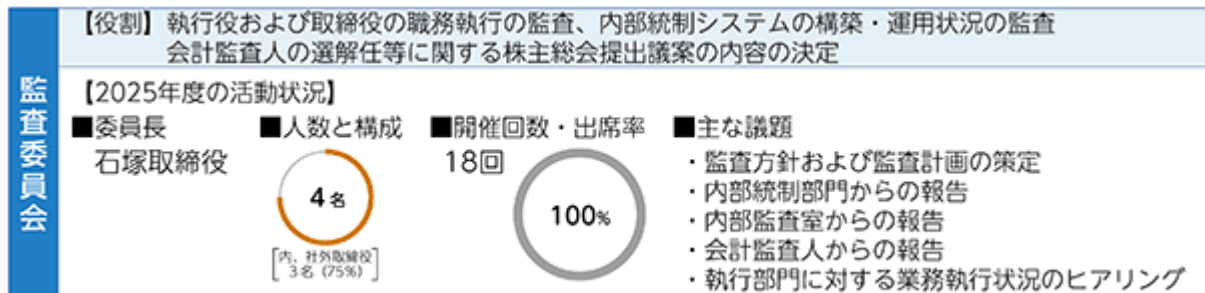 監査委員会
【役割】執行役および取締役の職務執行の監査、内部統制システムの構築・運用状況の監査
会計監査人の選解任等に関する株主総会提出議案の内容の決定
【2025年度の活動状況】
■委員長
石塚取締役
■人数と構成
4名
[内、社外取締役
3名 (75%)]
■開催回数・出席率
18回
100%
■主な議題
・監査方針および監査計画の策定
・内部統制部門からの報告
・内部監査室からの報告
・会計監査人からの報告
・執行部門に対する業務執行状況のヒアリング